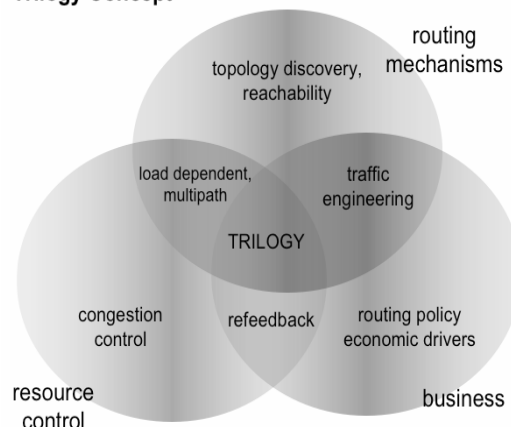 Trilogy Concept
routing
mechanisms
topology discovery,
reachability
load dependent,
multipath
traffic
engineering
TRILOGY
congestion
control
refeedback
routing policy
economic drivers
resource
control
business